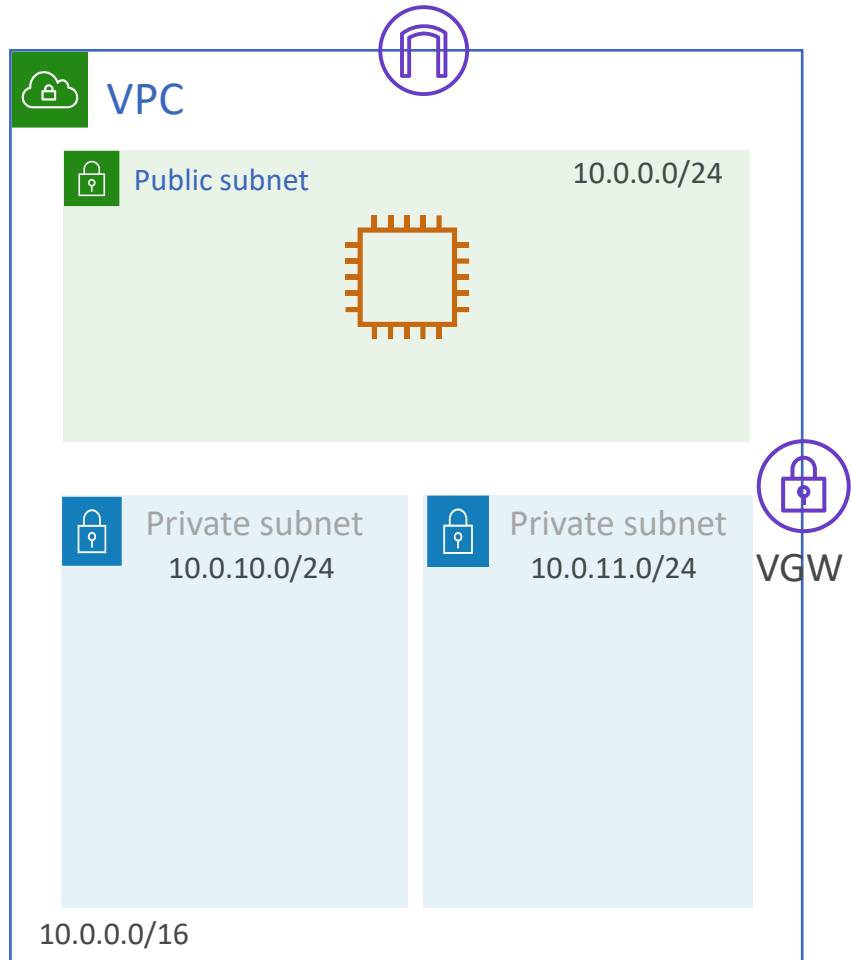 VPC
Public subnet
10.0.0.0/24
Private subnet
10.0.10.0/24
Private subnet
10.0.11.0/24
VGW
10.0.0.0/16